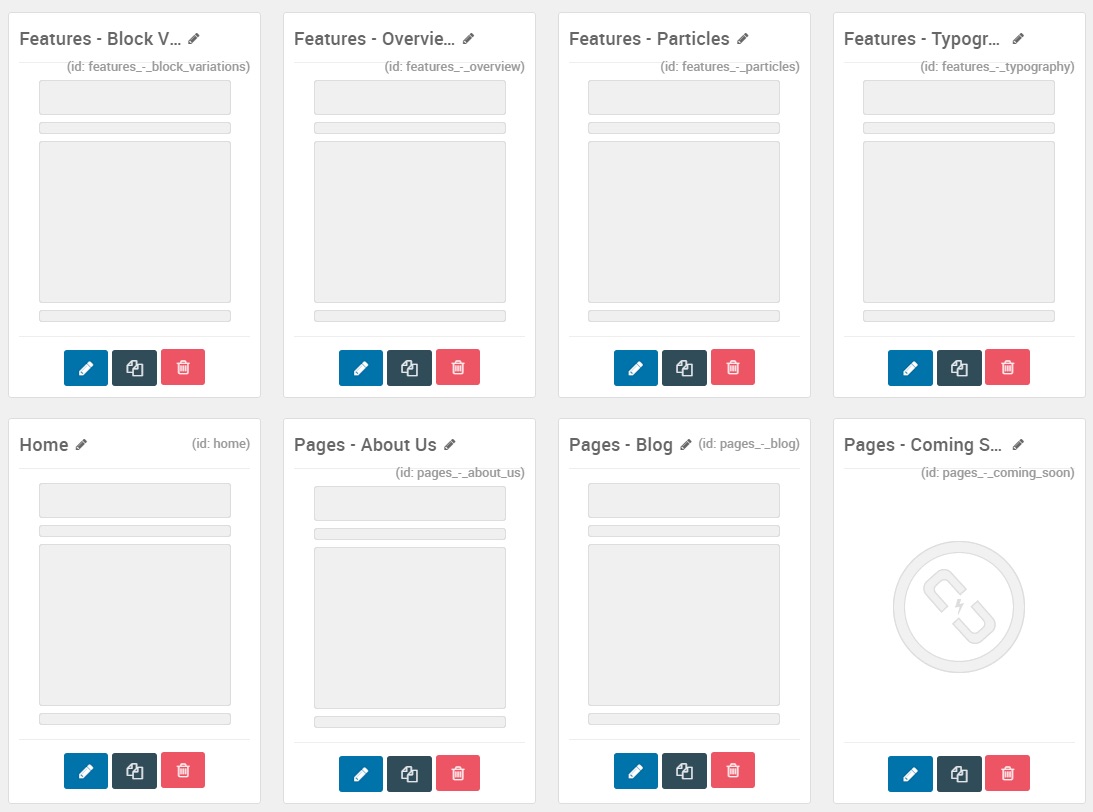 Features - Block V...
(id: features_-_block_variations)
Features - Overvie...
(id: features_-_overview)
Features - Particles
(id: features_-_particles)
Features - Typogr...
(id: features_-_typography)
Home (id: home)
Pages - About Us
(id: pages_-_about_us)
Pages - Blog (id: pages_-_blog)
Pages - Coming S...
(id: pages_-_coming_soon)